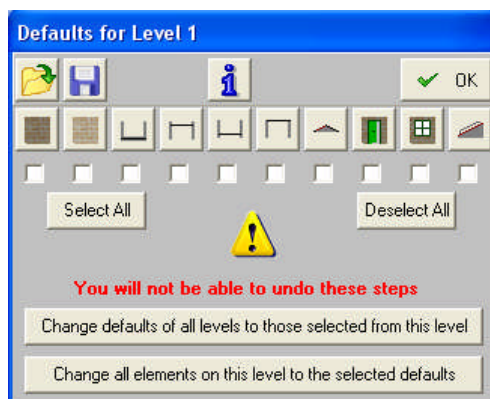 Defaults for Level 1
OK
Select All
Deselect All
You will not be able to undo these steps
Change defaults of all levels to those selected from this level
Change all elements on this level to the selected defaults